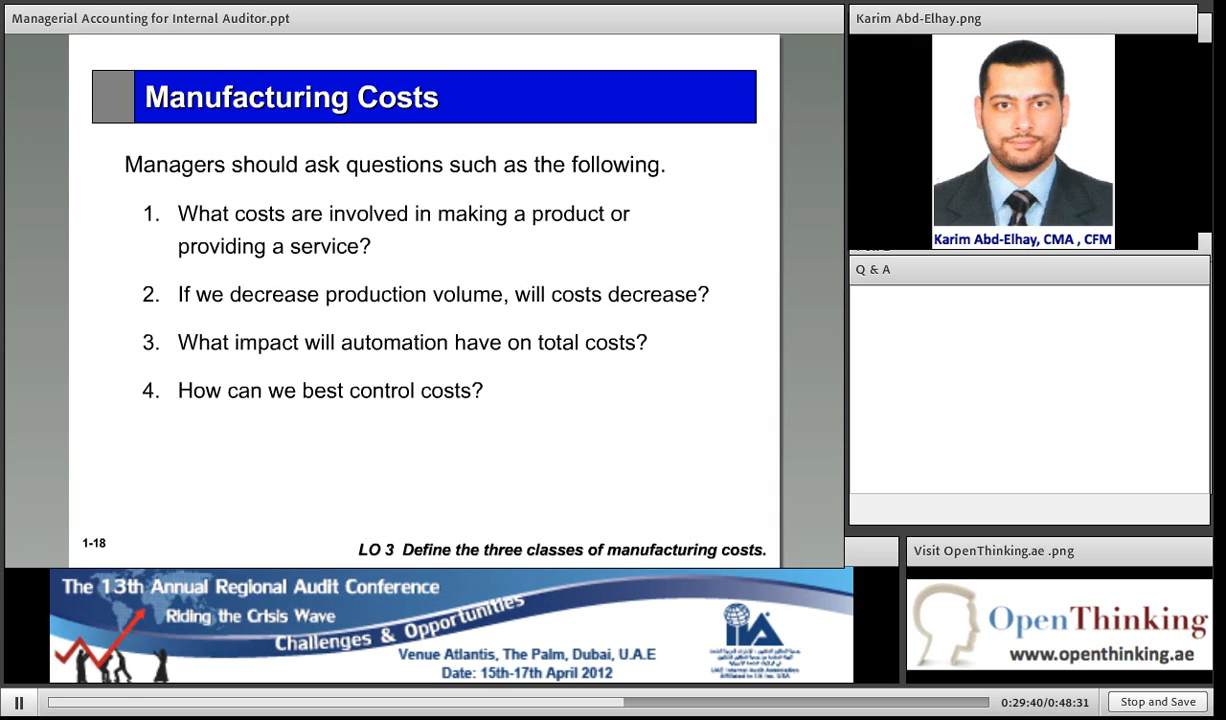 Managerial Accounting for Internal Auditor.ppt
Manufacturing Costs
Managers should ask questions such as the following.
1. What costs are involved in making a product or
providing a service?
2. If we decrease production volume, will costs decrease?
3. What impact will automation have on total costs?
4. How can we best control costs?
1-18
LO 3 Define the three classes of manufacturing costs.
Karim Abd-Elhay.png
Karim Abd-Elhay, CMA , CFM
Q & A
The 13th Annual Regional Audit Conference
Riding the Crisis Wave
Challenges & Opportunities
Venue Atlantis, The Palm, Dubai, U.A.E
Date: 15th-17th April 2012
IIA
Visit OpenThinking.ae .png
OpenThinking
www.openthinking.ae
0:29:40/0:48:31
Stop and Save